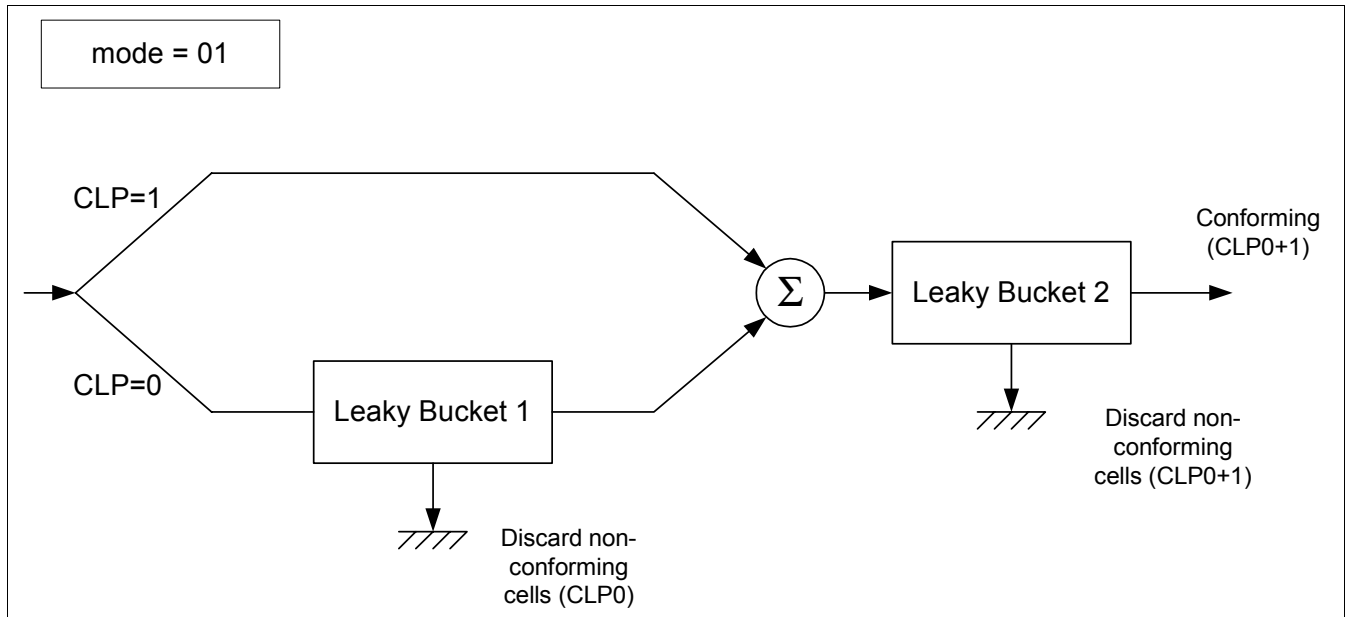 mode = 01
CLP=1
CLP=0
Leaky Bucket 1
Discard non-
conforming
cells (CLP0)
Σ
Leaky Bucket 2
Conforming
(CLP0+1)
Discard non-
conforming
cells (CLP0+1)